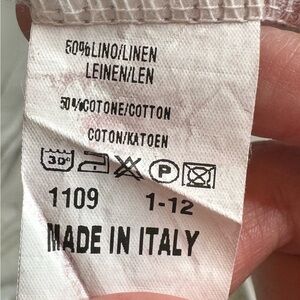 50%LINO/LINEN
LEINEN/LEN
50%COTONE/COTTON
COTON/KATOEN
30° P
1109 1-12
MADE IN ITALY